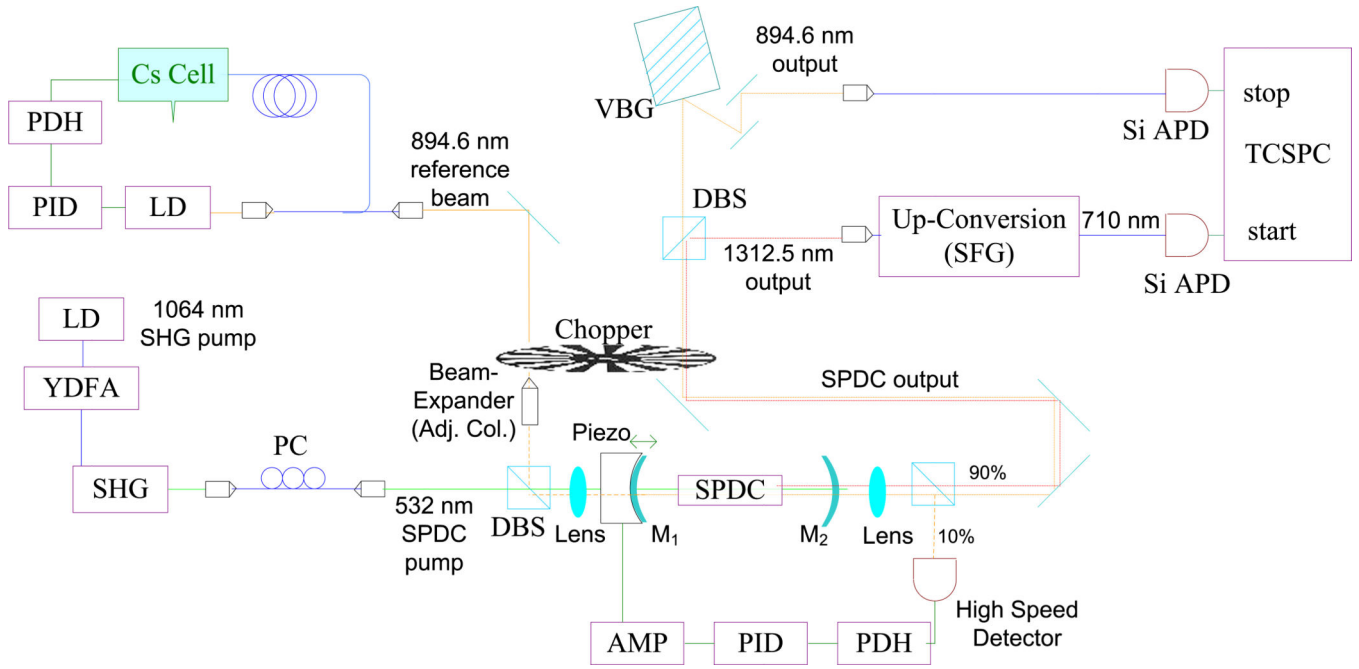 Cs Cell
PDH
PID
LD
894.6 nm
reference
beam
VBG
894.6 nm
output
Si APD
stop
TCSPC
start
DBS
1312.5 nm
output
Up-Conversion
(SFG)
710 nm
Si APD
LD
1064 nm
SHG pump
YDFA
SHG
PC
532 nm
SPDC
pump
Chopper
Beam-
Expander
(Adj. Col.)
DBS
Lens
Piezo
M1
SPDC
M2
Lens
SPDC output
90%
10%
High Speed
Detector
AMP
PID
PDH